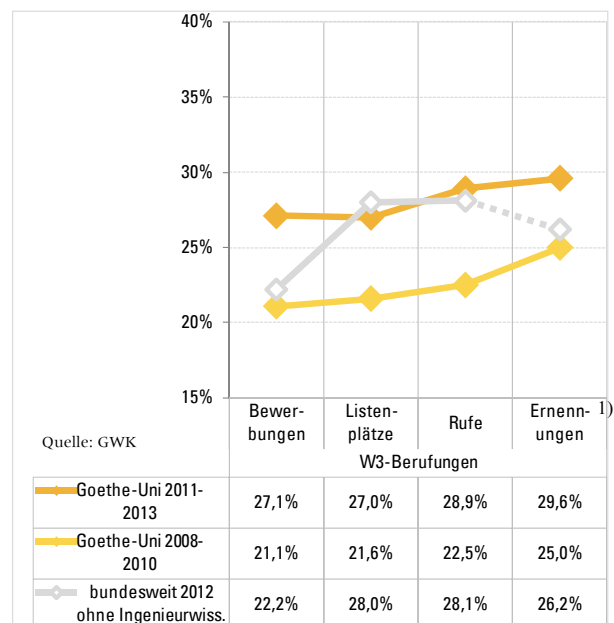 40%
35%
30%
25%
20%
15%
Bewer-
bungen
Listen-
plätze
Rufe
Ernenn-
ungen
1)
Quelle: GWK
W3-Berufungen
Goethe-Uni 2011-
2013
27,1% 27,0% 28,9% 29,6%
Goethe-Uni 2008-
2010
21,1% 21,6% 22,5% 25,0%
bundesweit 2012
ohne Ingenieurwiss.
22,2% 28,0% 28,1% 26,2%